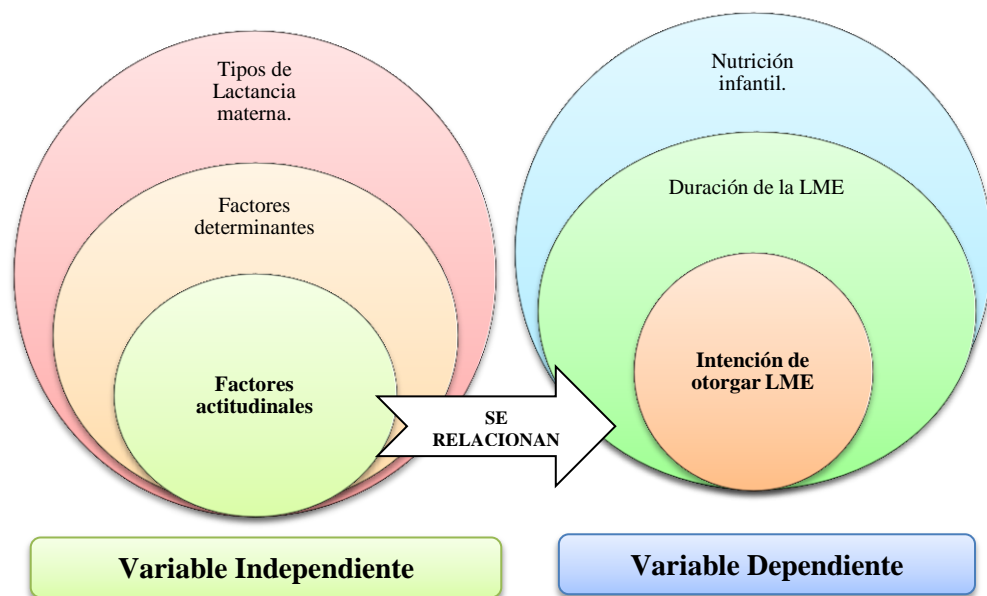 Tipos de
Lactancia
materna.
Factores
determinantes
Factores
actitudinales
SE
RELACIONAN
Nutrición
infantil.
Duración de la LME
Intención de
otorgar LME
Variable Independiente
Variable Dependiente